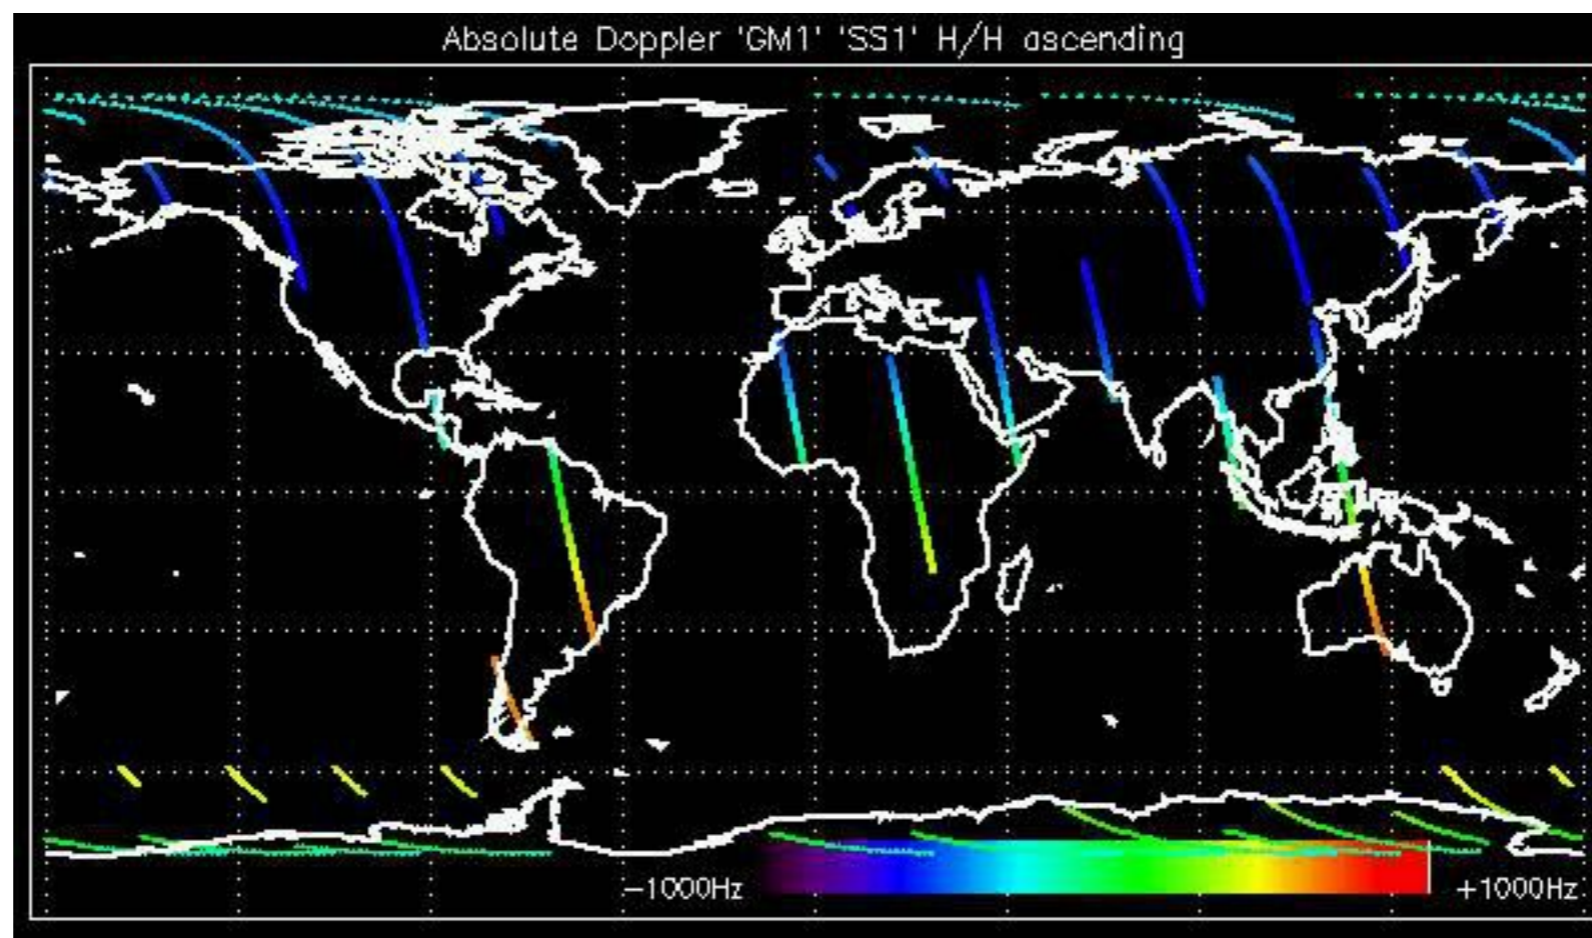 Absolute Doppler 'GM1' 'SS1' H/H ascending
−1000Hz
+1000Hz